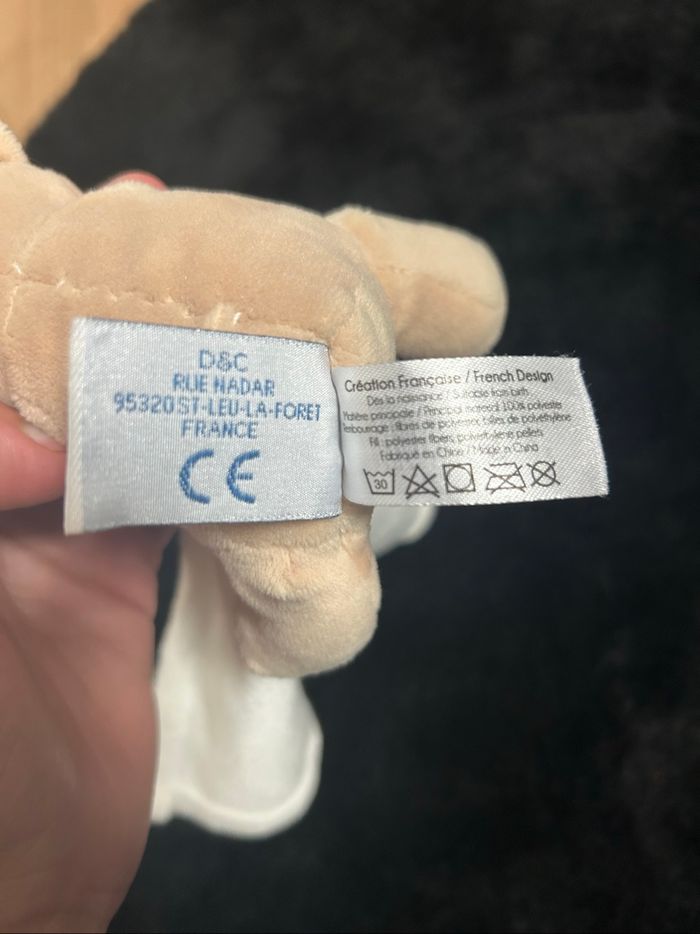 D&C
RUE NADAR
95320 ST-LEU-LA-FORET
FRANCE
CE
Création Française / French Design
Dès la naissance / Suitable from birth
Matière principale / Principal material 100% polyester
Rembourrage : fibres de polyester, billes de polyéthylène
Fill : polyester fibers, polyethylene pellets
Fabriqué en Chine / Made in China
30